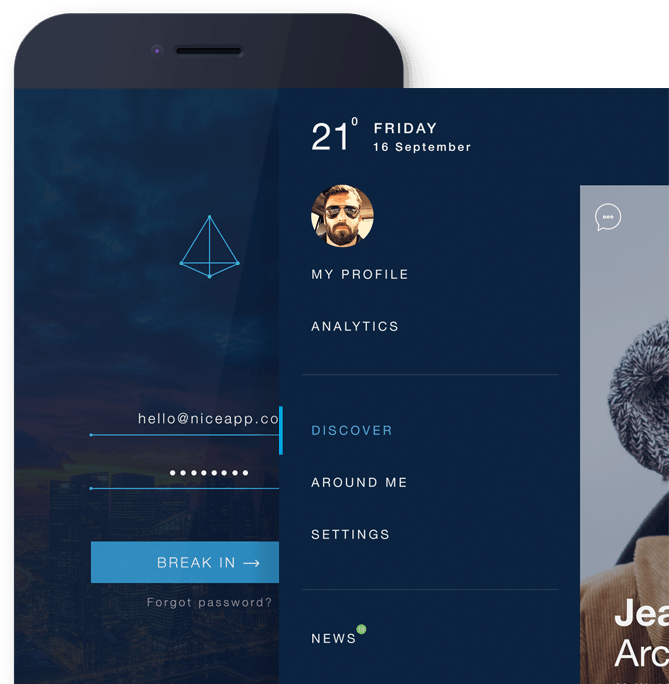 21⁰
FRIDAY
16 September
MY PROFILE
ANALYTICS
hello@niceapp.co
DISCOVER
AROUND ME
SETTINGS
BREAK IN →
Forgot password?
NEWS
Jea
Arc